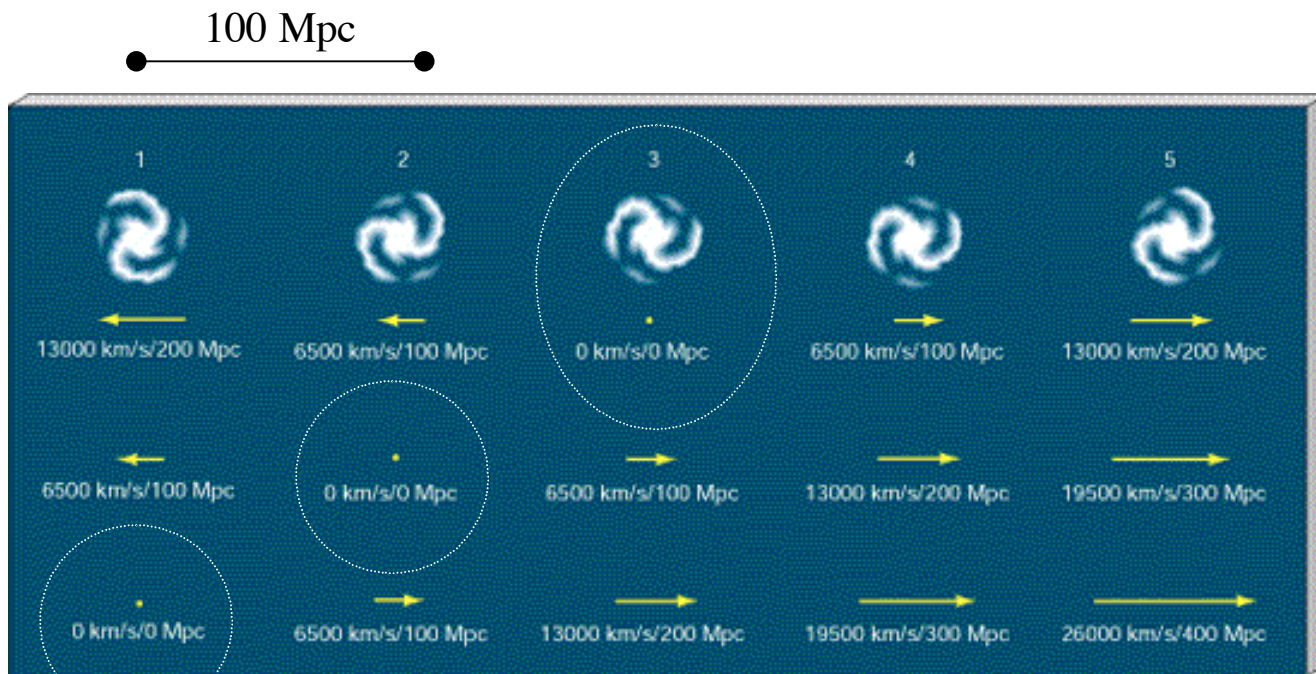 100 Mpc
1 2 3 4 5
13000 km/s/200 Mpc 6500 km/s/100 Mpc 0 km/s/0 Mpc 6500 km/s/100 Mpc 13000 km/s/200 Mpc
6500 km/s/100 Mpc 0 km/s/0 Mpc 6500 km/s/100 Mpc 13000 km/s/200 Mpc 19500 km/s/300 Mpc
0 km/s/0 Mpc 6500 km/s/100 Mpc 13000 km/s/200 Mpc 19500 km/s/300 Mpc 26000 km/s/400 Mpc